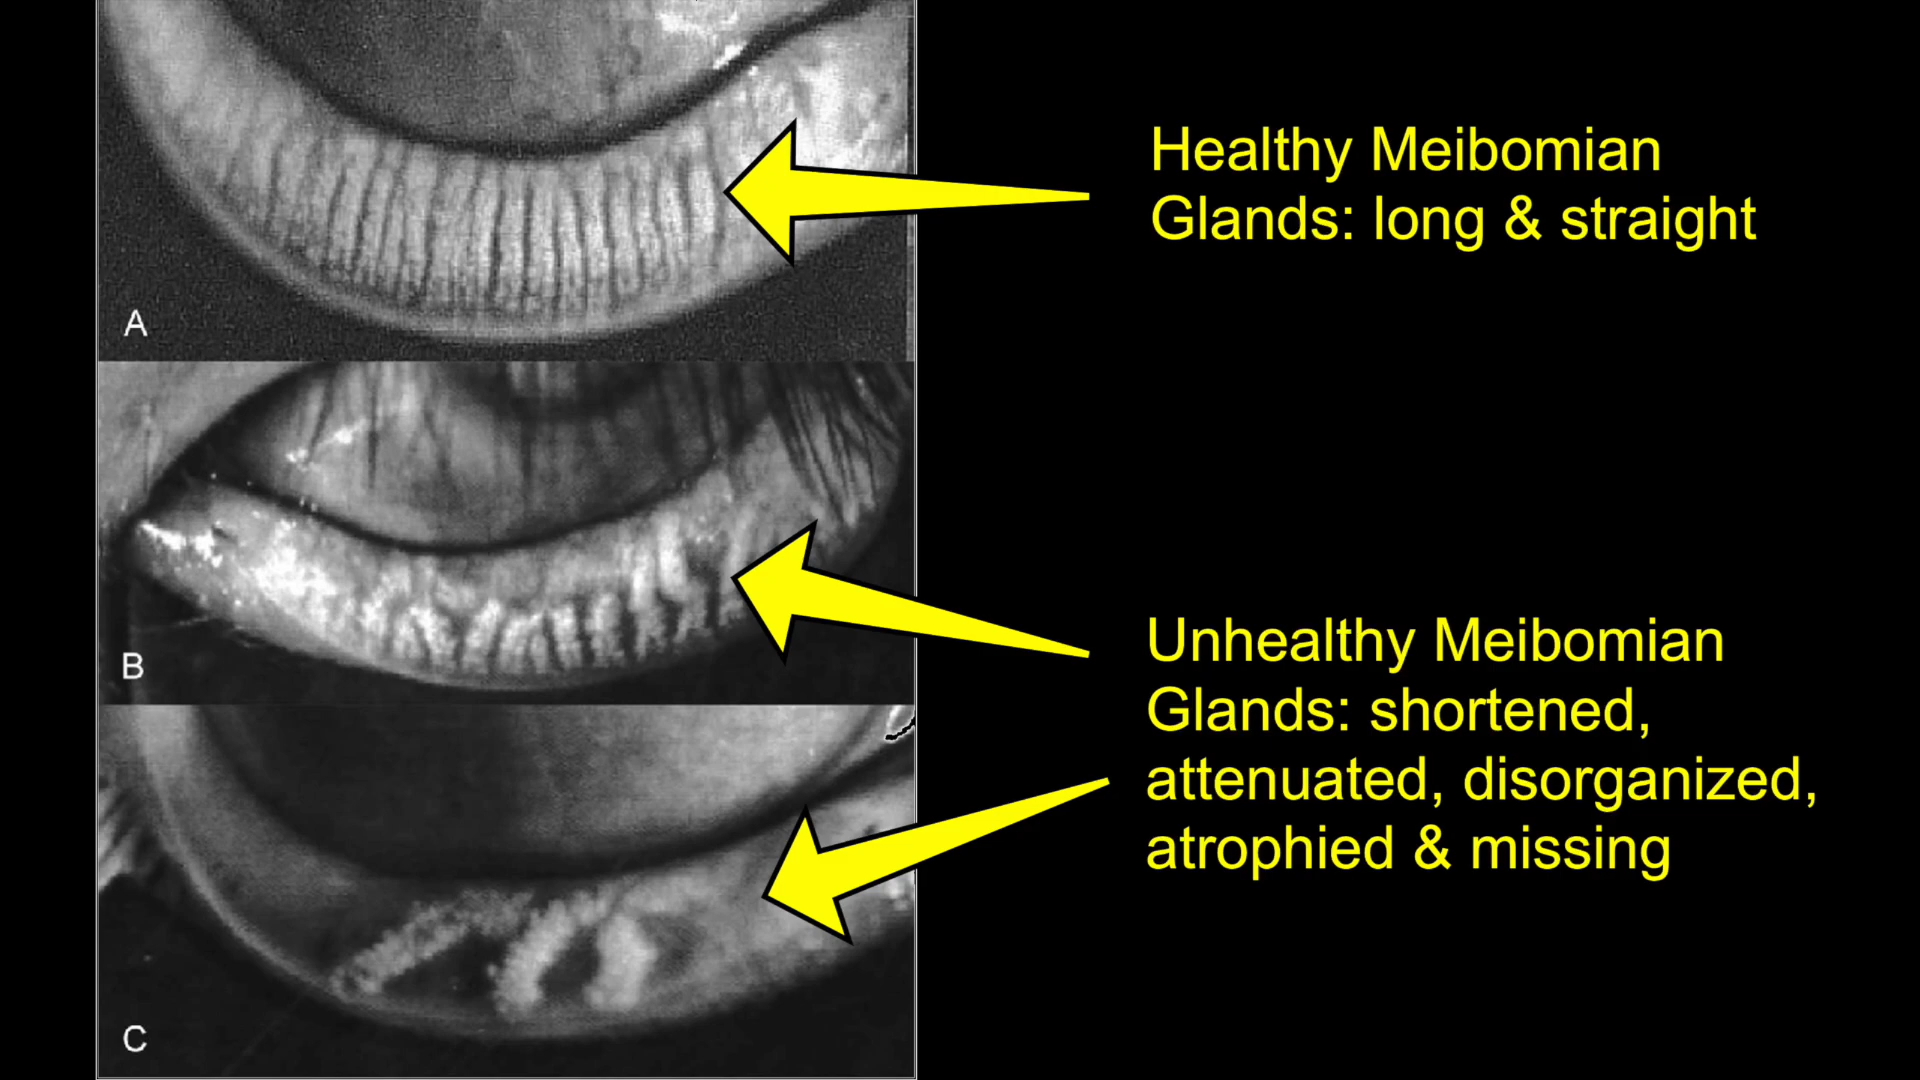 Healthy Meibomian
Glands: long & straight
A
B
Unhealthy Meibomian
Glands: shortened,
attenuated, disorganized,
atrophied & missing
C